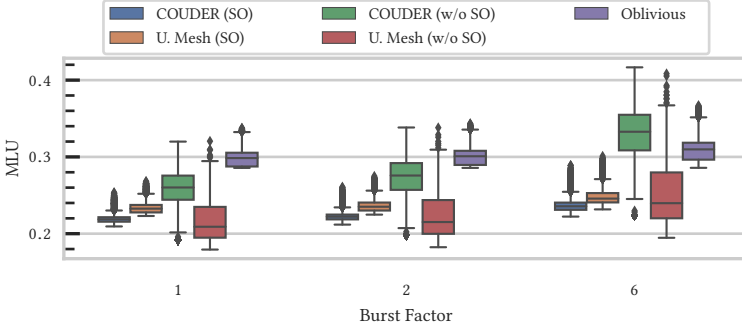 COUDER (SO) COUDER (w/o SO) Oblivious
U. Mesh (SO) U. Mesh (w/o SO)
0.4
0.3
0.2
MLU
1 2 6
Burst Factor